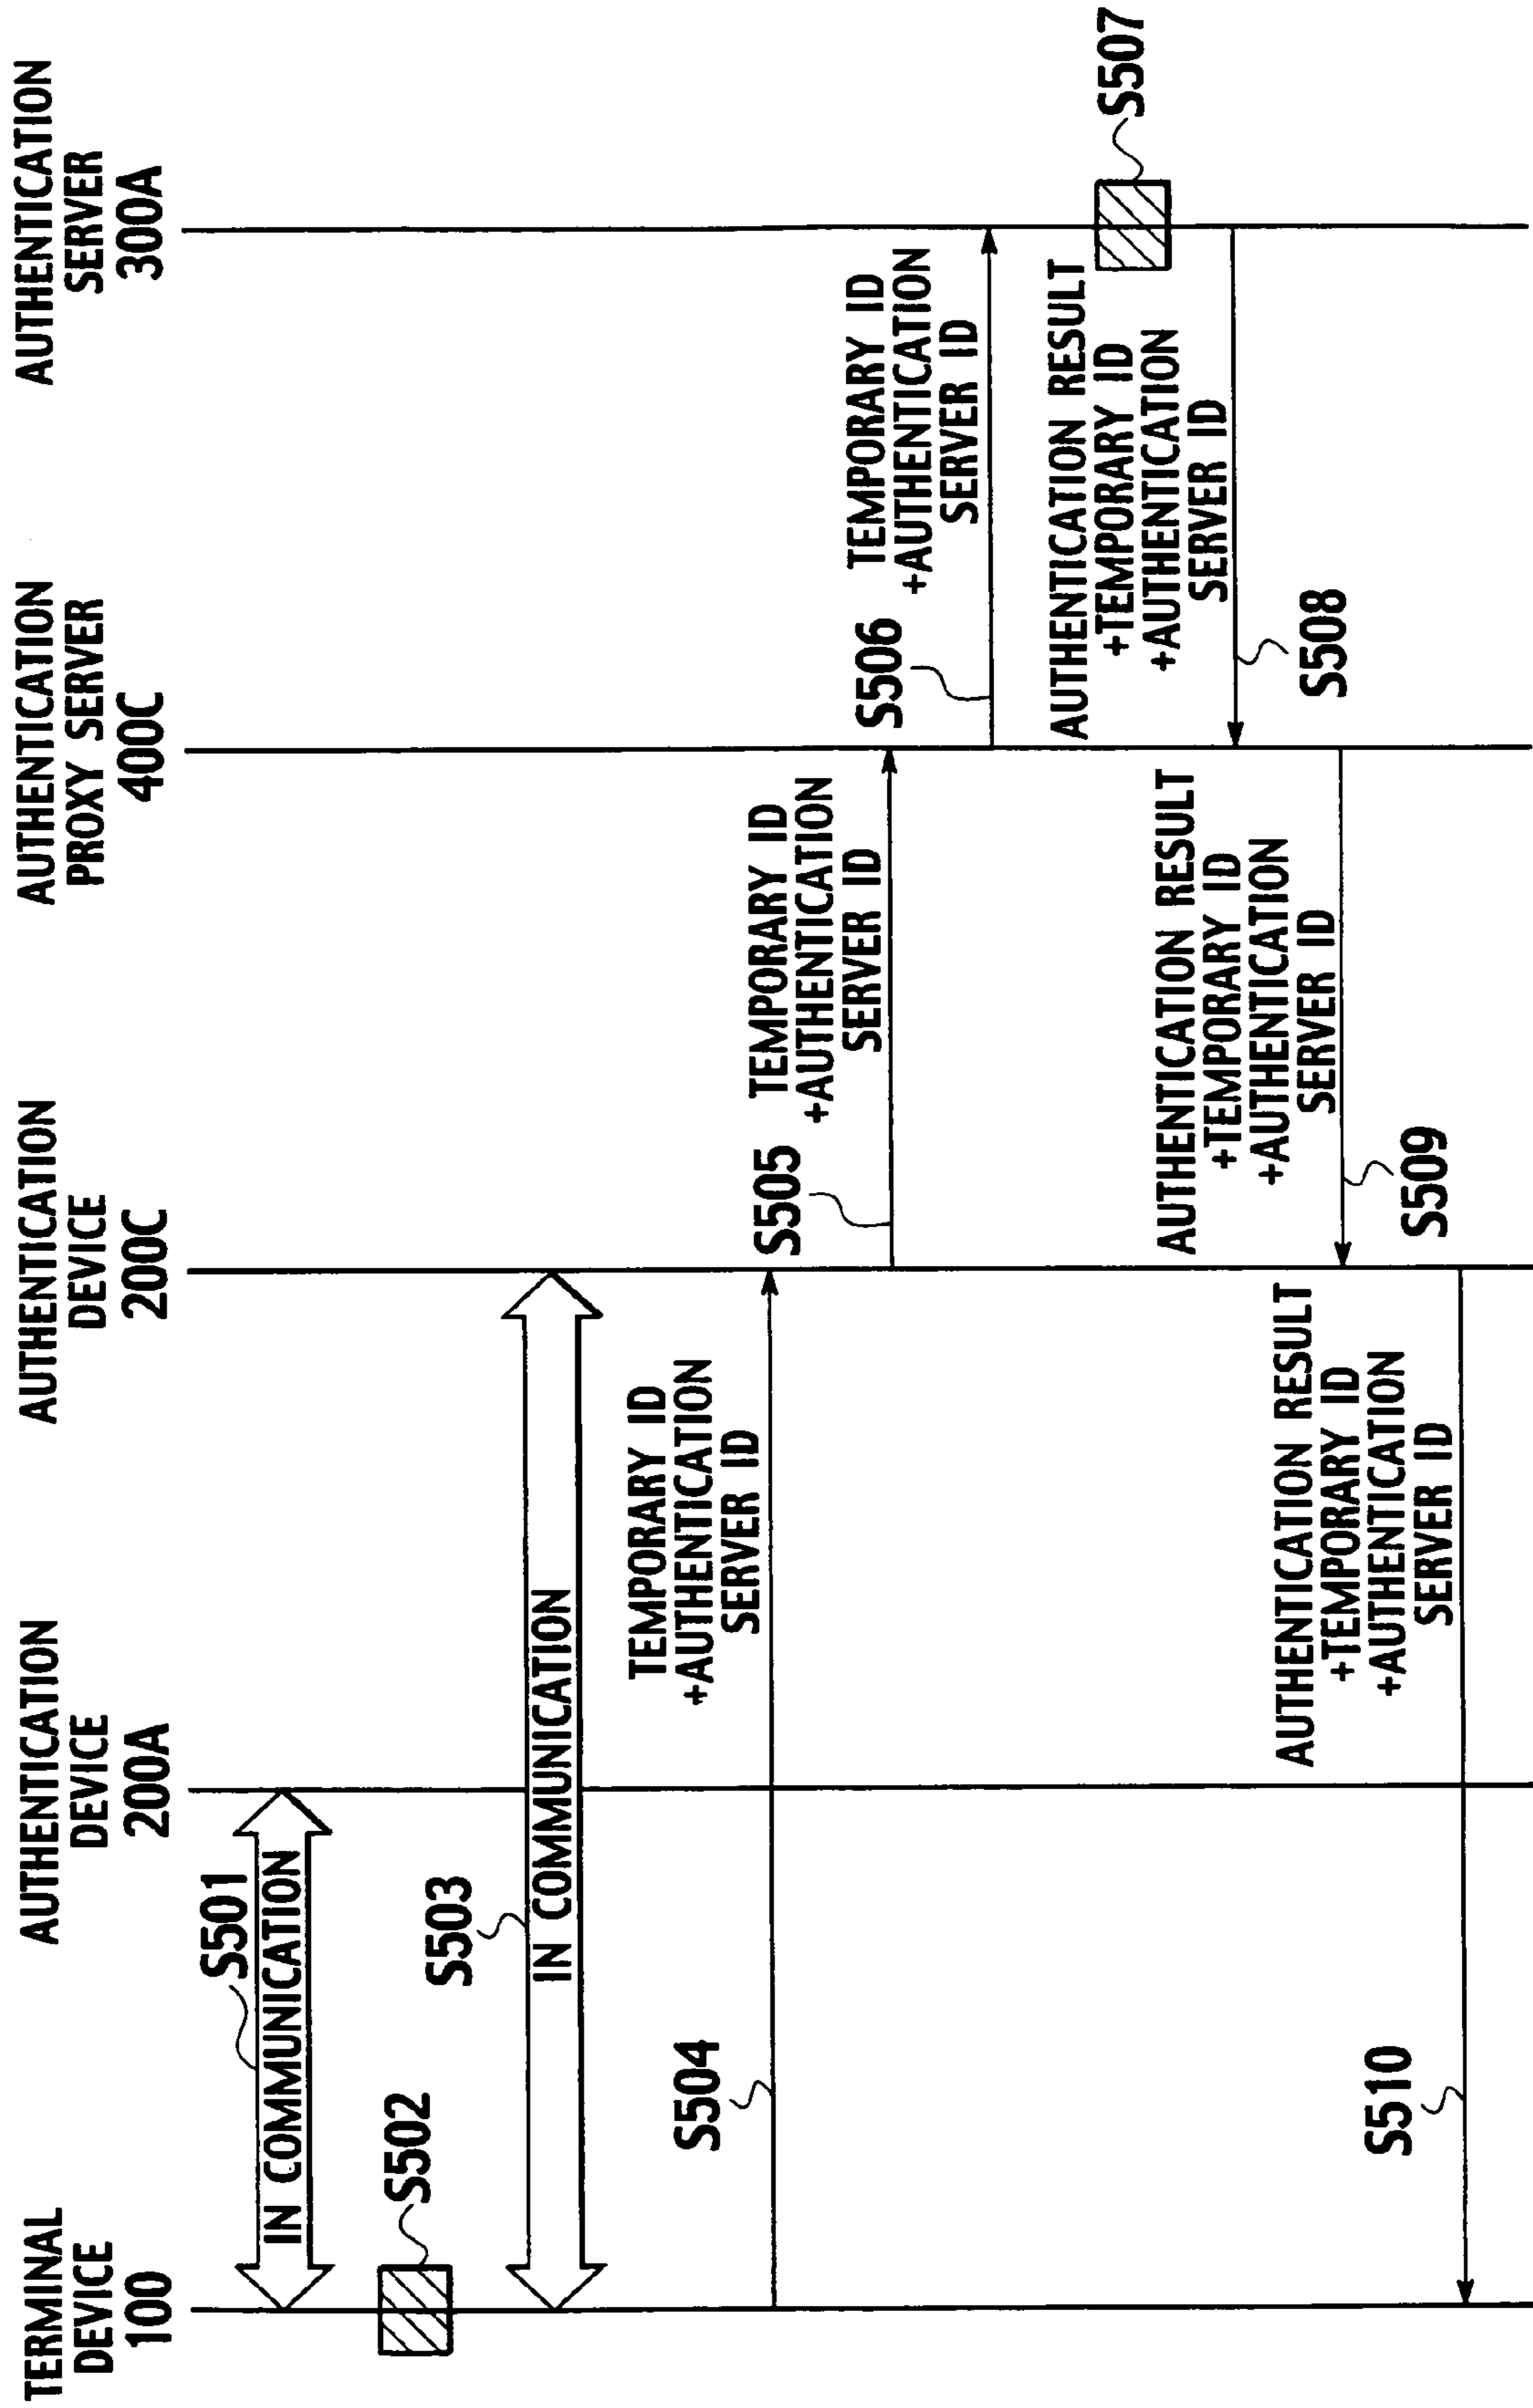 TERMINAL
DEVICE
100
AUTHENTICATION
DEVICE
200A
AUTHENTICATION
DEVICE
200C
AUTHENTICATION
PROXY SERVER
400C
AUTHENTICATION
SERVER
300A
S501
IN COMMUNICATION
S502
S503
IN COMMUNICATION
S504
TEMPORARY ID
+AUTHENTICATION
SERVER ID
S505
TEMPORARY ID
+AUTHENTICATION
SERVER ID
S506
TEMPORARY ID
+AUTHENTICATION
SERVER ID
S507
AUTHENTICATION RESULT
+TEMPORARY ID
+AUTHENTICATION
SERVER ID
S508
AUTHENTICATION RESULT
+TEMPORARY ID
+AUTHENTICATION
SERVER ID
S509
AUTHENTICATION RESULT
+TEMPORARY ID
+AUTHENTICATION
SERVER ID
S510